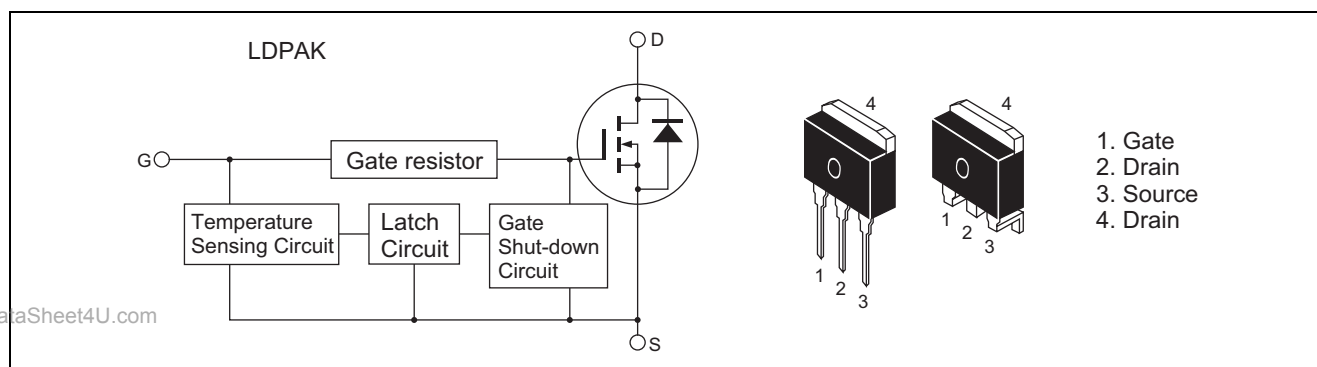 LDPAK
D
G
Gate resistor
Temperature
Sensing Circuit
Latch
Circuit
Gate
Shut-down
Circuit
S
4
1
2
3
4
1
2
3
1. Gate
2. Drain
3. Source
4. Drain
ataSheet4U.com